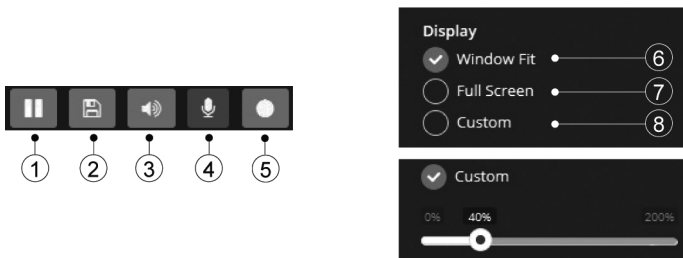 1 2 3 4 5
Display
Window Fit 6
Full Screen 7
Custom 8
Custom
0% 40% 200%